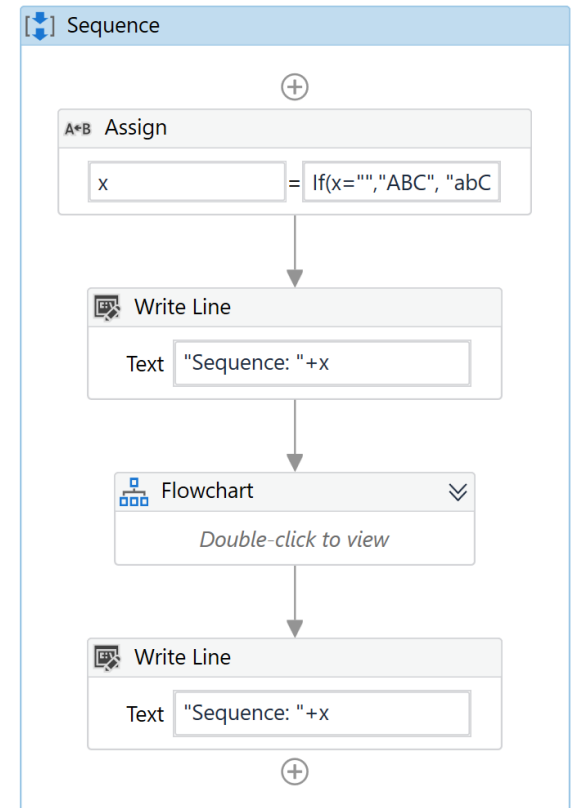 Sequence
A←B Assign
x = If(x="","ABC", "abC
Write Line
Text "Sequence: "+x
Flowchart
Double-click to view
Write Line
Text "Sequence: "+x